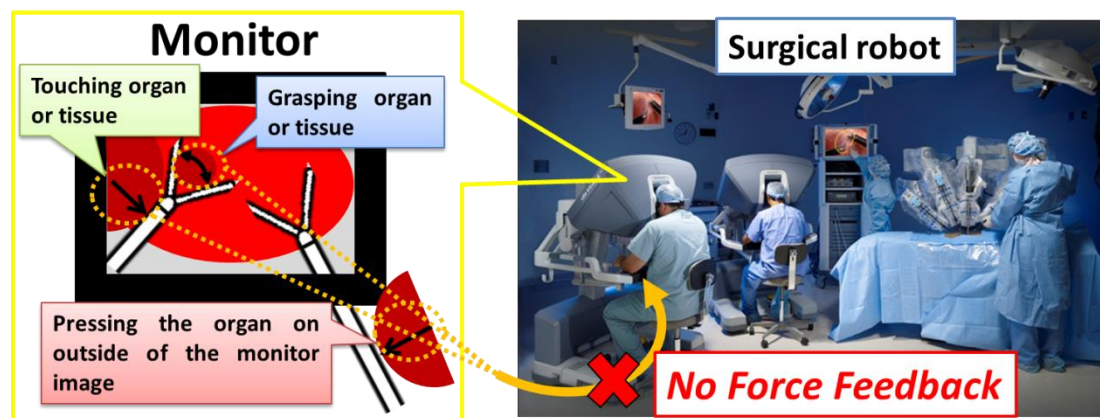 Monitor
Touching organ
or tissue
Grasping organ
or tissue
Pressing the organ on
outside of the monitor
image
Surgical robot
No Force Feedback